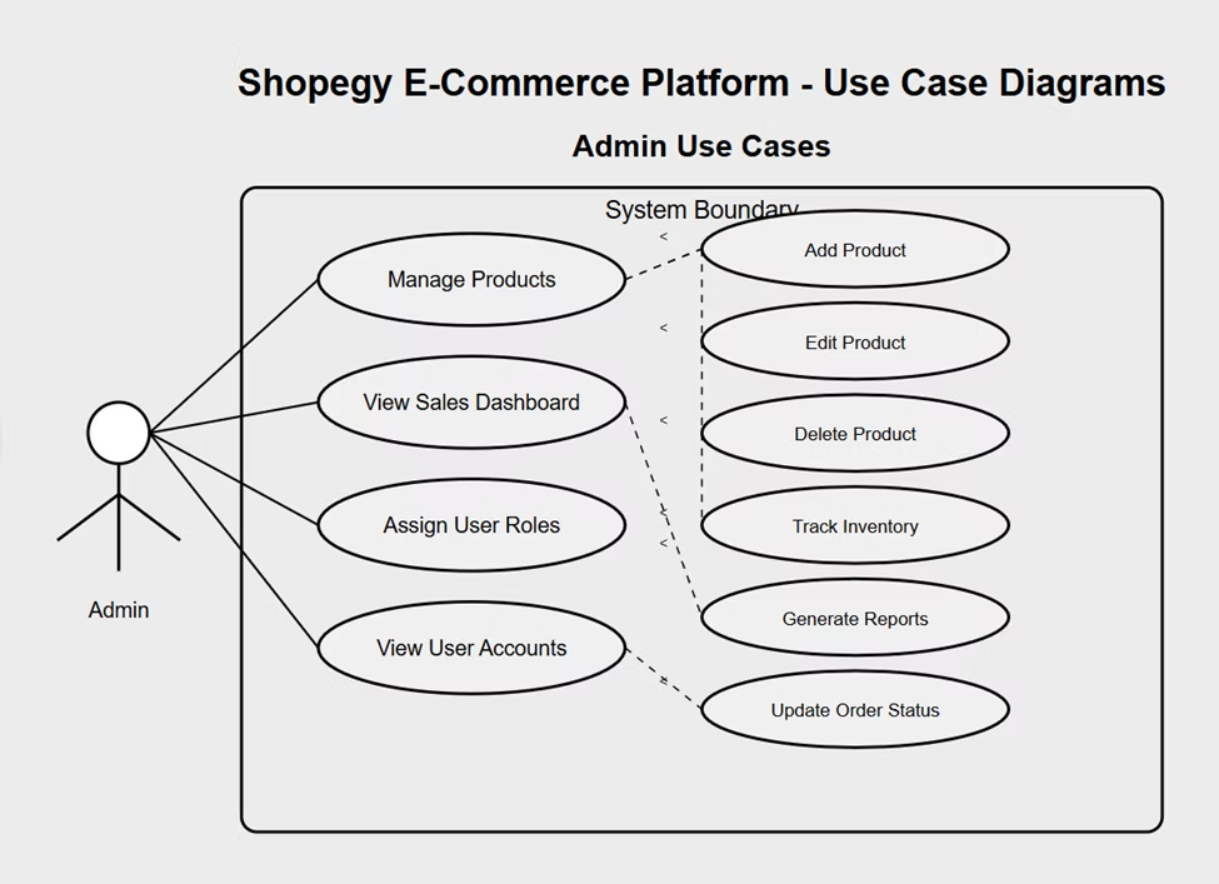 Shopegy E-Commerce Platform - Use Case Diagrams
Admin Use Cases
System Boundary
<
Add Product
Manage Products
<
Edit Product
View Sales Dashboard
<
Delete Product
<
Assign User Roles
Track Inventory
<
Admin
Generate Reports
View User Accounts
<
Update Order Status